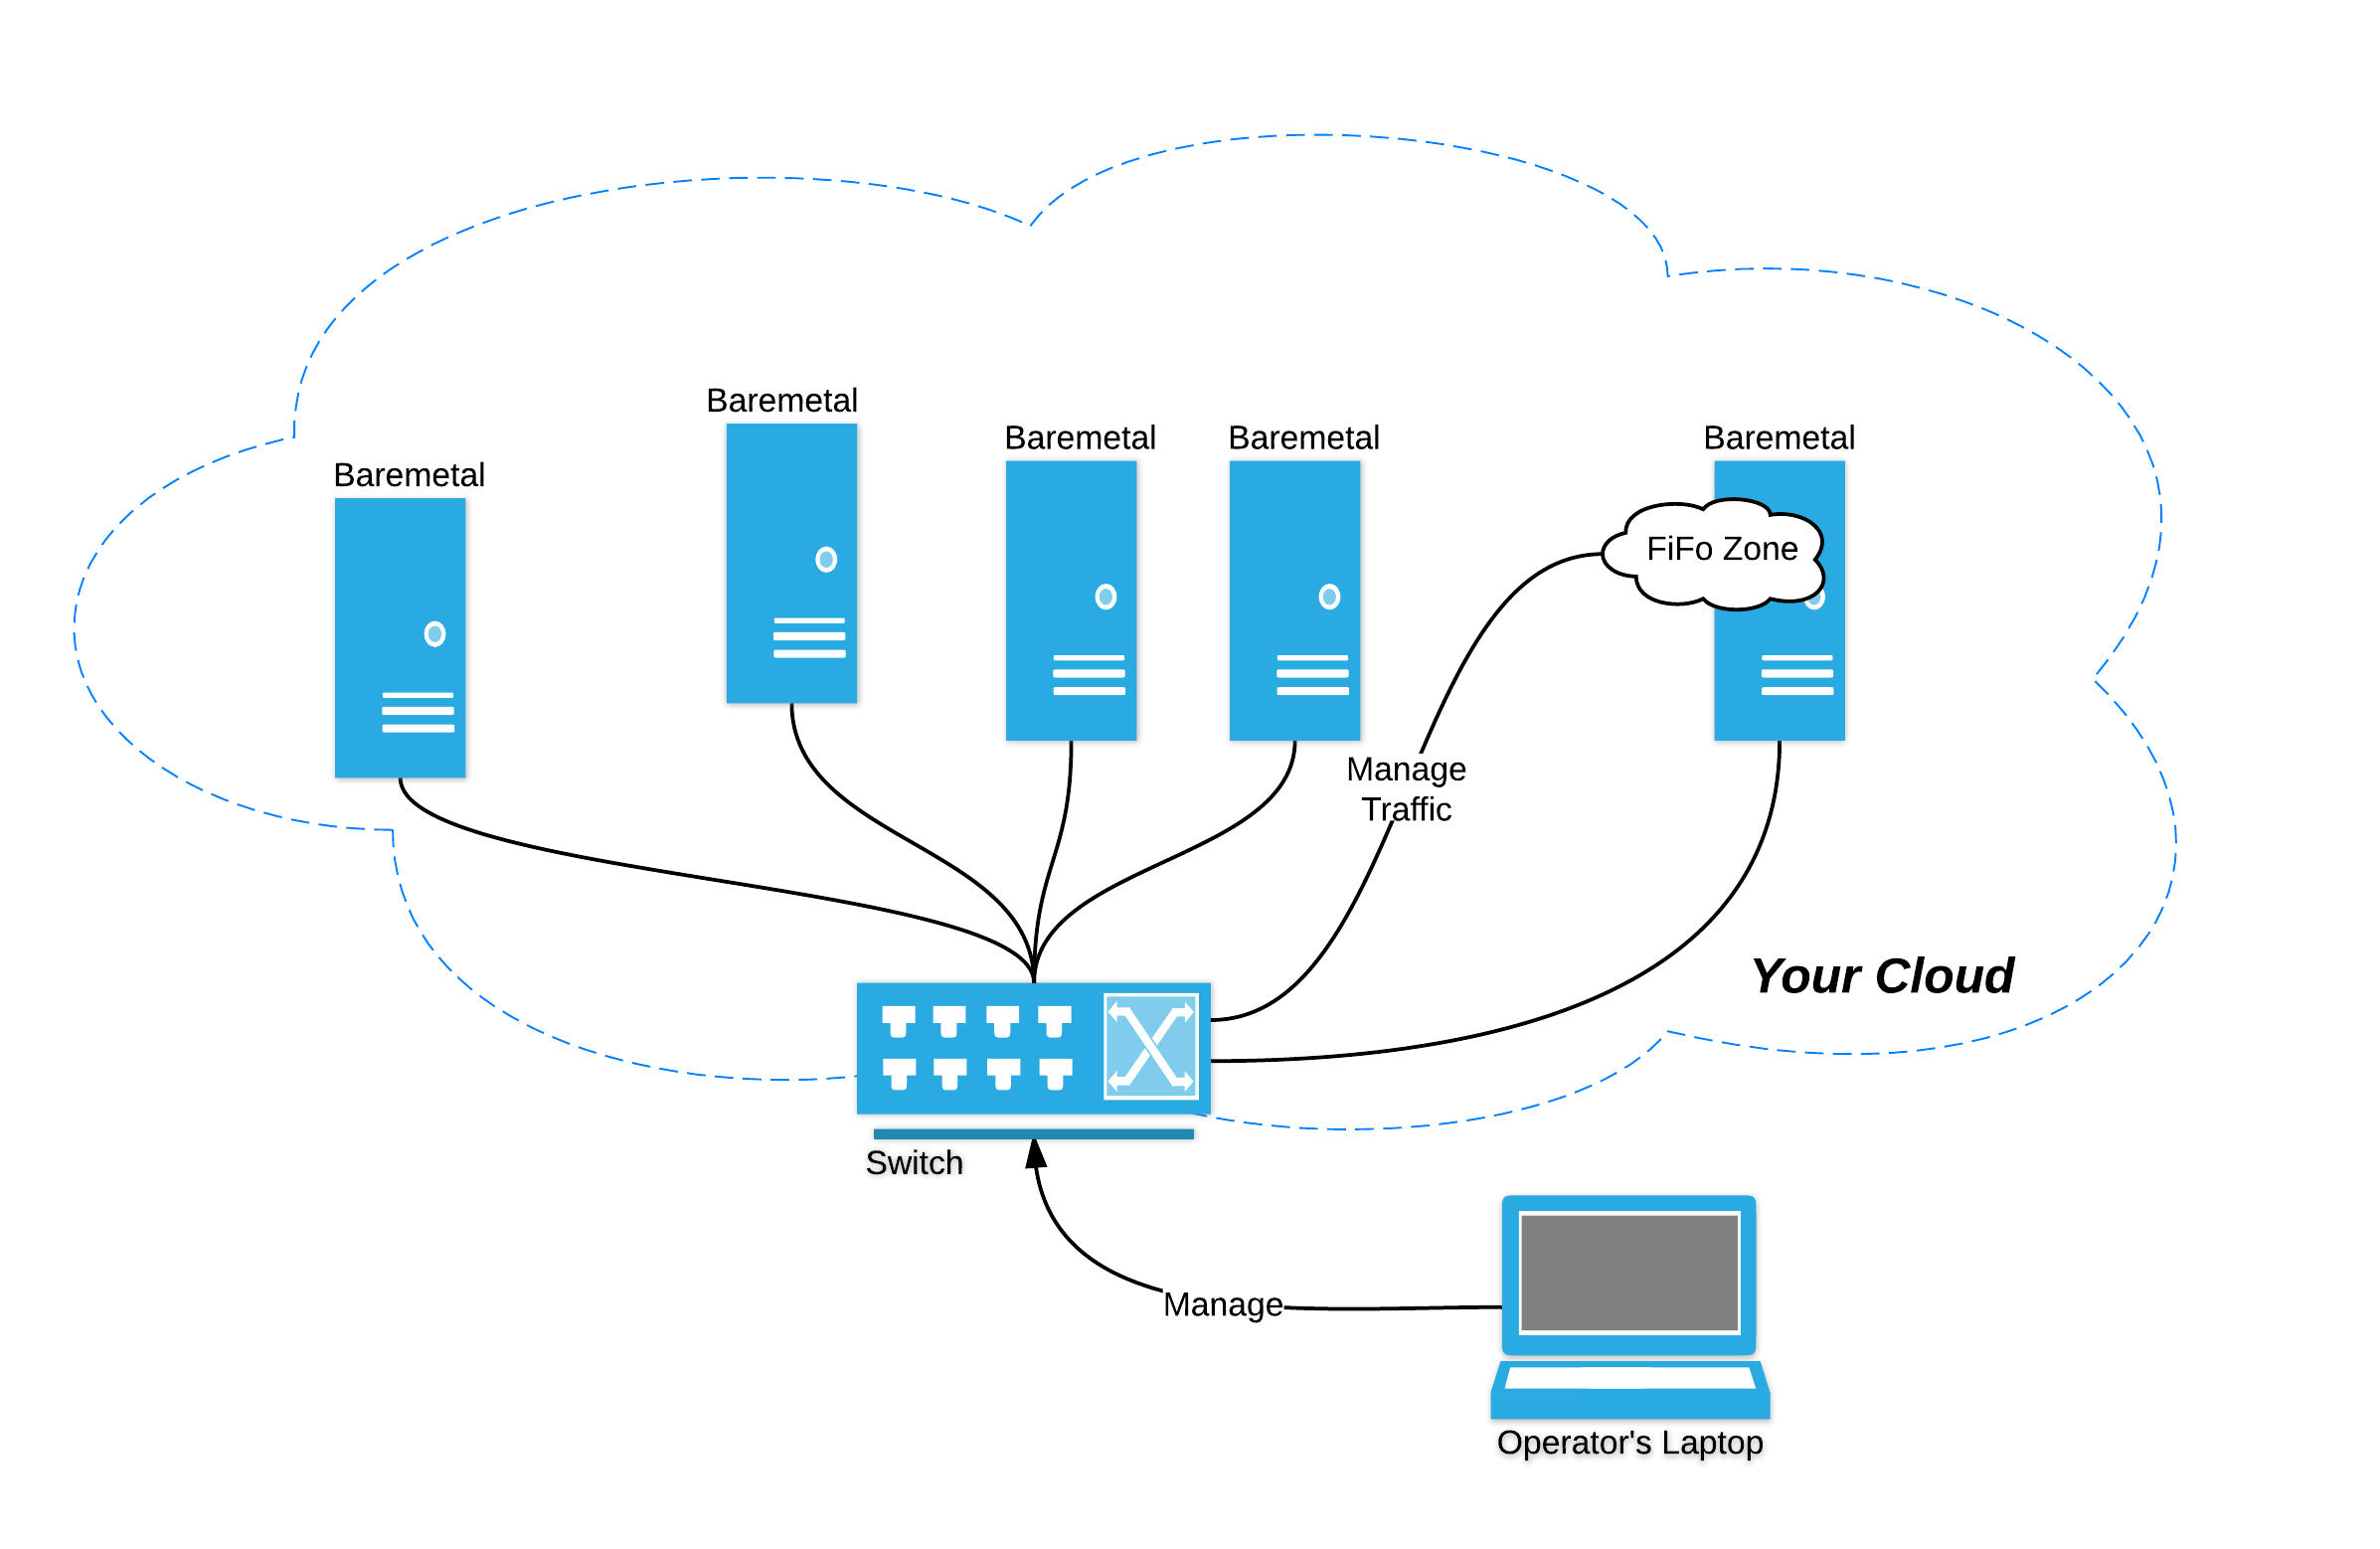 Baremetal
Baremetal
Baremetal
Baremetal
Baremetal
FiFo Zone
Manage
Traffic
Your Cloud
Switch
Manage
Operator's Laptop